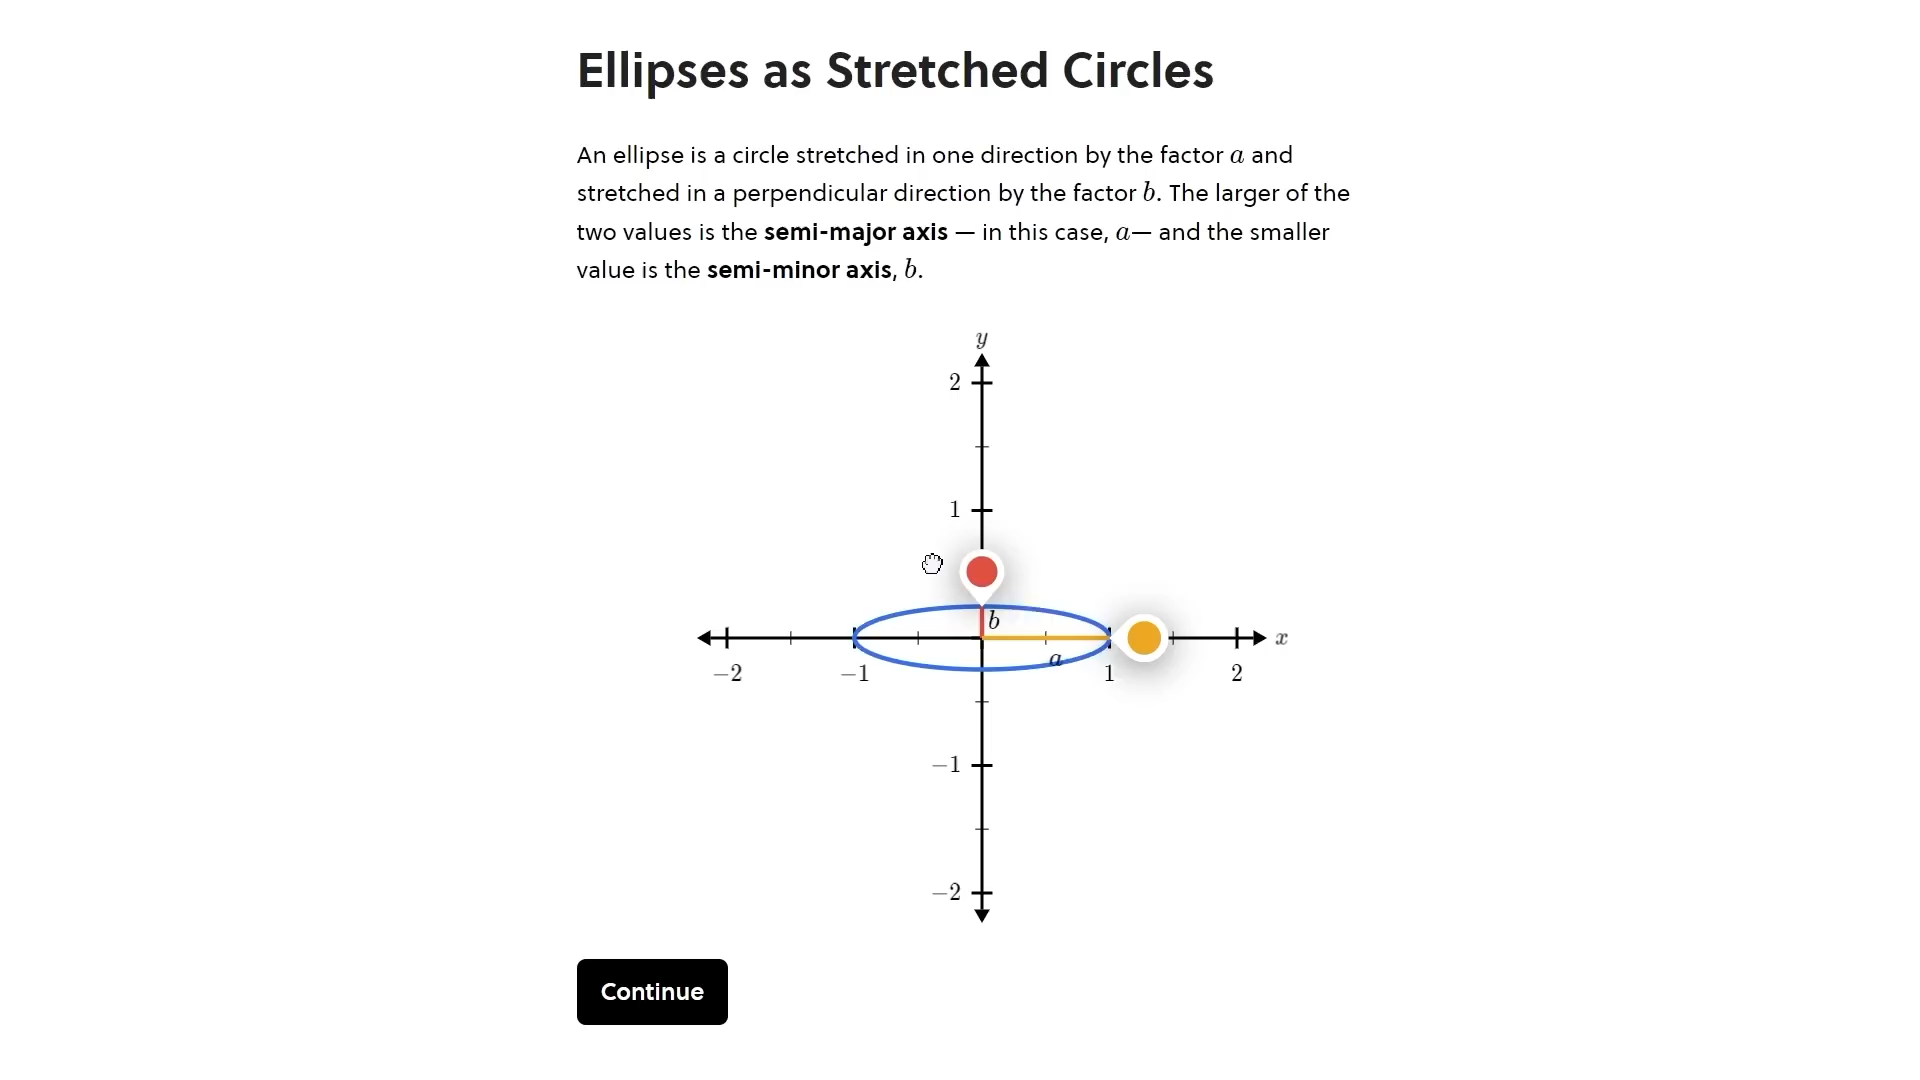 Ellipses as Stretched Circles
An ellipse is a circle stretched in one direction by the factor a and
stretched in a perpendicular direction by the factor b. The larger of the
two values is the semi-major axis — in this case, a— and the smaller
value is the semi-minor axis, b.
y
2
1
b
x
a
−2
−1
1
2
−1
−2
Continue